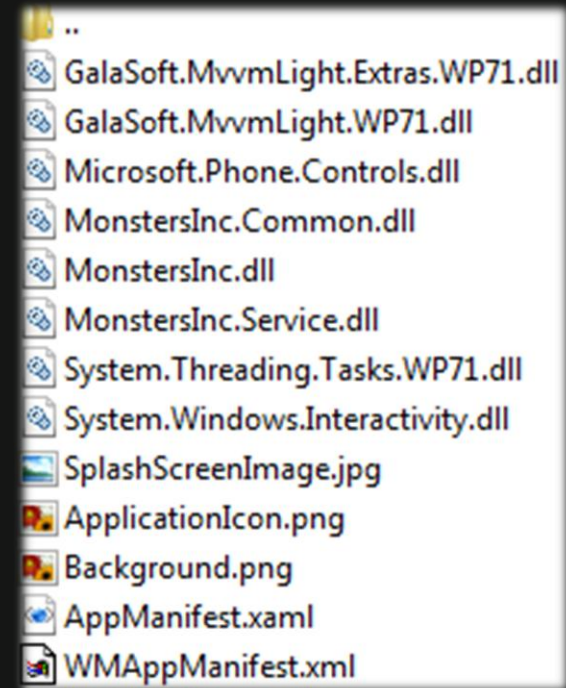 ..
GalaSoft.MvvmLight.Extras.WP71.dll
GalaSoft.MvvmLight.WP71.dll
Microsoft.Phone.Controls.dll
MonstersInc.Common.dll
MonstersInc.dll
MonstersInc.Service.dll
System.Threading.Tasks.WP71.dll
System.Windows.Interactivity.dll
SplashScreenImage.jpg
ApplicationIcon.png
Background.png
AppManifest.xaml
WMAppManifest.xml